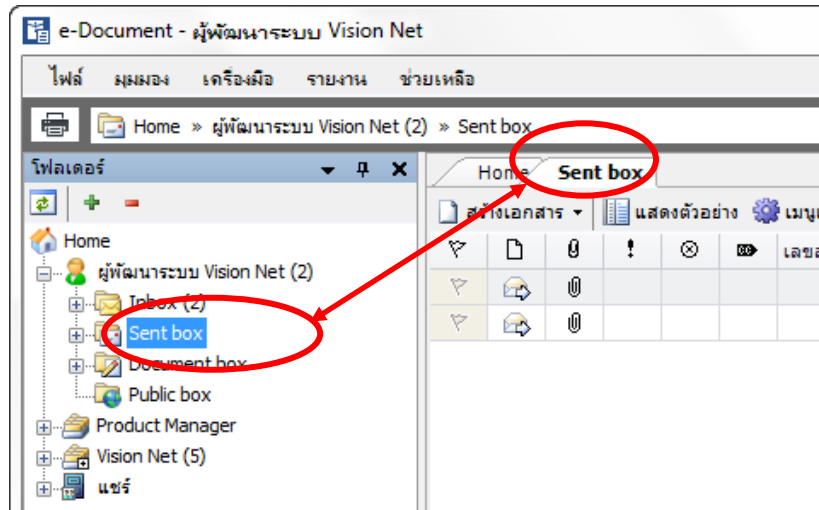 e-Document - ผู้พัฒนาระบบ Vision Net
ไฟล์ มุมมอง เครื่องมือ รายงาน ช่วยเหลือ
Home » ผู้พัฒนาระบบ Vision Net (2) » Sent box
โฟลเดอร์
Home Sent box
สร้างเอกสาร แสดงตัวอย่าง
Home
ผู้พัฒนาระบบ Vision Net (2)
Inbox (2)
Sent box
Document box
Public box
Product Manager
Vision Net (5)
แชร์